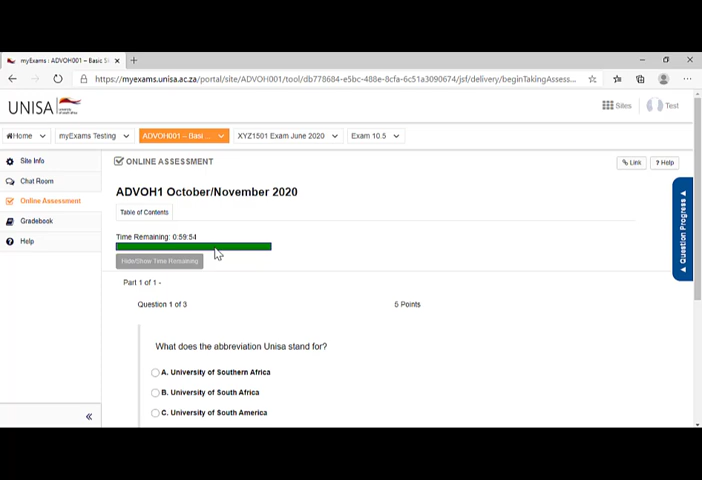 myExams : ADVOH001 – Basic S
https://myexams.unisa.ac.za/portal/site/ADVOH001/tool/db778684-e5bc-488e-8cfa-6c51a3090674/jsf/delivery/beginTakingAssess...
UNISA
Sites
Test
Home
myExams Testing
ADVOH001 – Basi ...
XYZ1501 Exam June 2020
Exam 10.5
Site Info
Chat Room
Online Assessment
Gradebook
Help
ONLINE ASSESSMENT
Link
? Help
ADVOH1 October/November 2020
Table of Contents
Time Remaining: 0:59:54
Hide/Show Time Remaining
Question Progress
Part 1 of 1 -
Question 1 of 3
5 Points
What does the abbreviation Unisa stand for?
A. University of Southern Africa
B. University of South Africa
C. University of South America